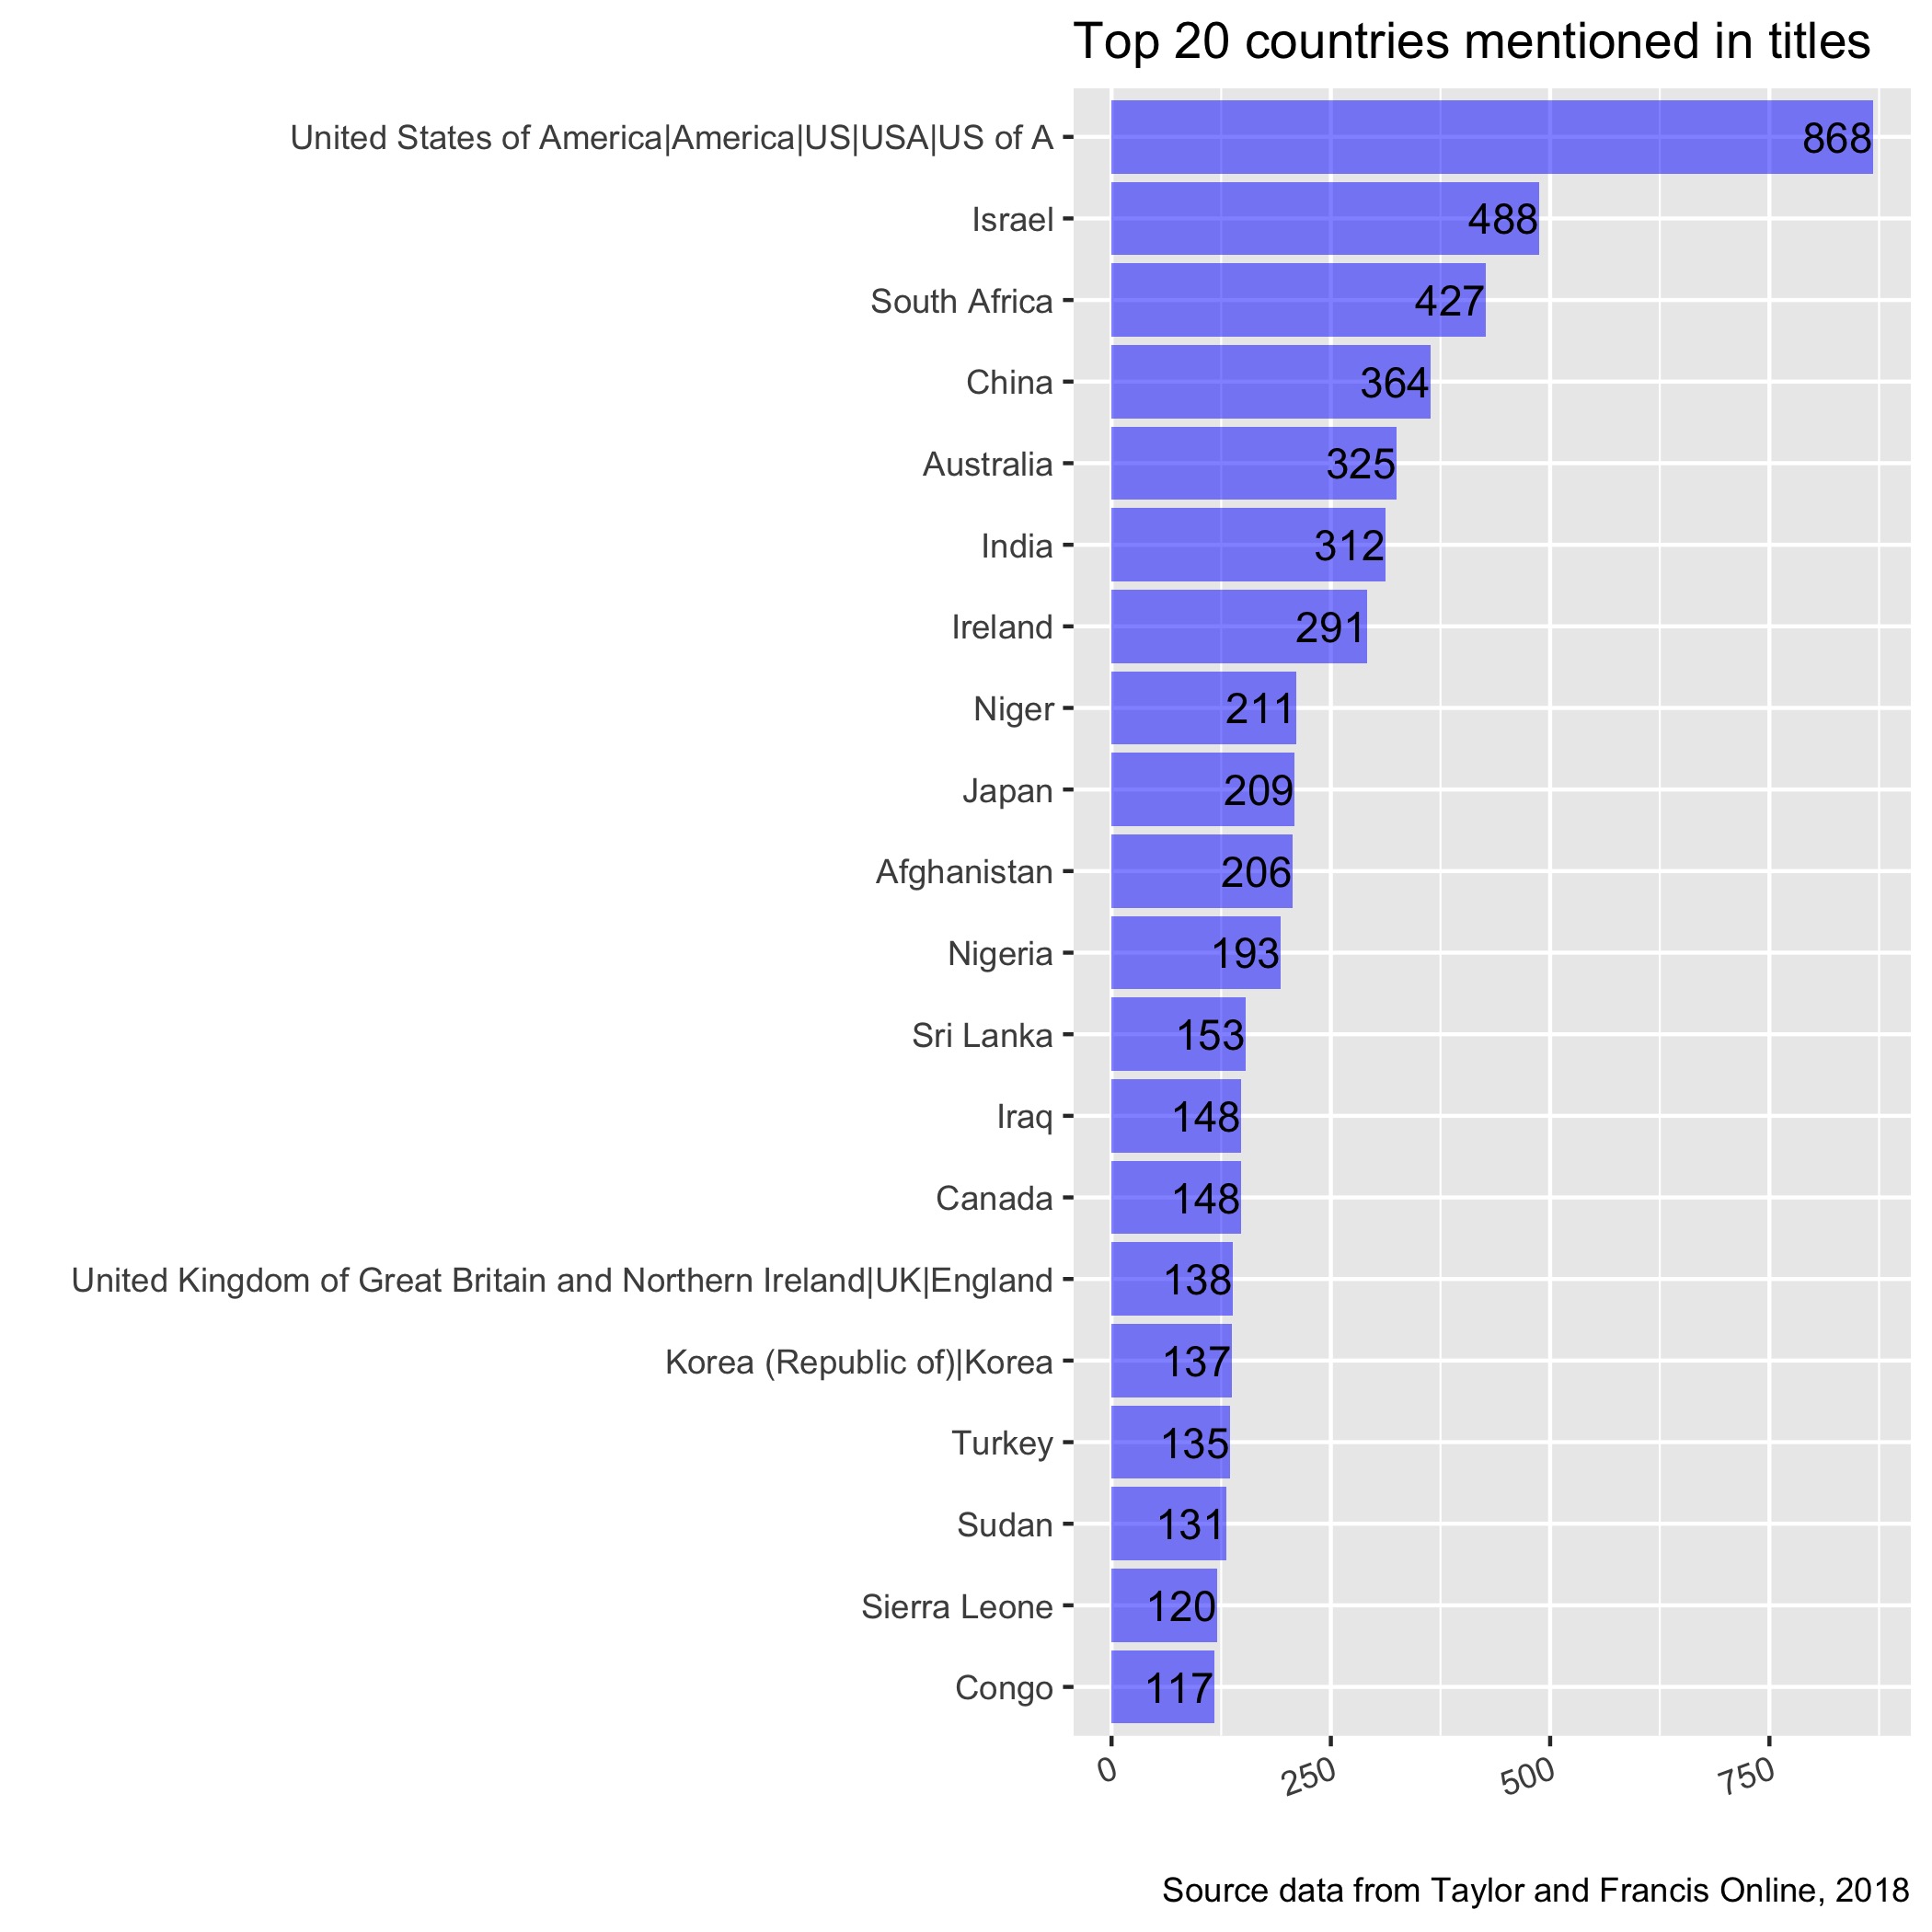 Top 20 countries mentioned in titles
United States of America|America|US|USA|US of A 868
Israel 488
South Africa 427
China 364
Australia 325
India 312
Ireland 291
Niger 211
Japan 209
Afghanistan 206
Nigeria 193
Sri Lanka 153
Iraq 148
Canada 148
United Kingdom of Great Britain and Northern Ireland|UK|England 138
Korea (Republic of)|Korea 137
Turkey 135
Sudan 131
Sierra Leone 120
Congo 117
0 250 500 750
Source data from Taylor and Francis Online, 2018